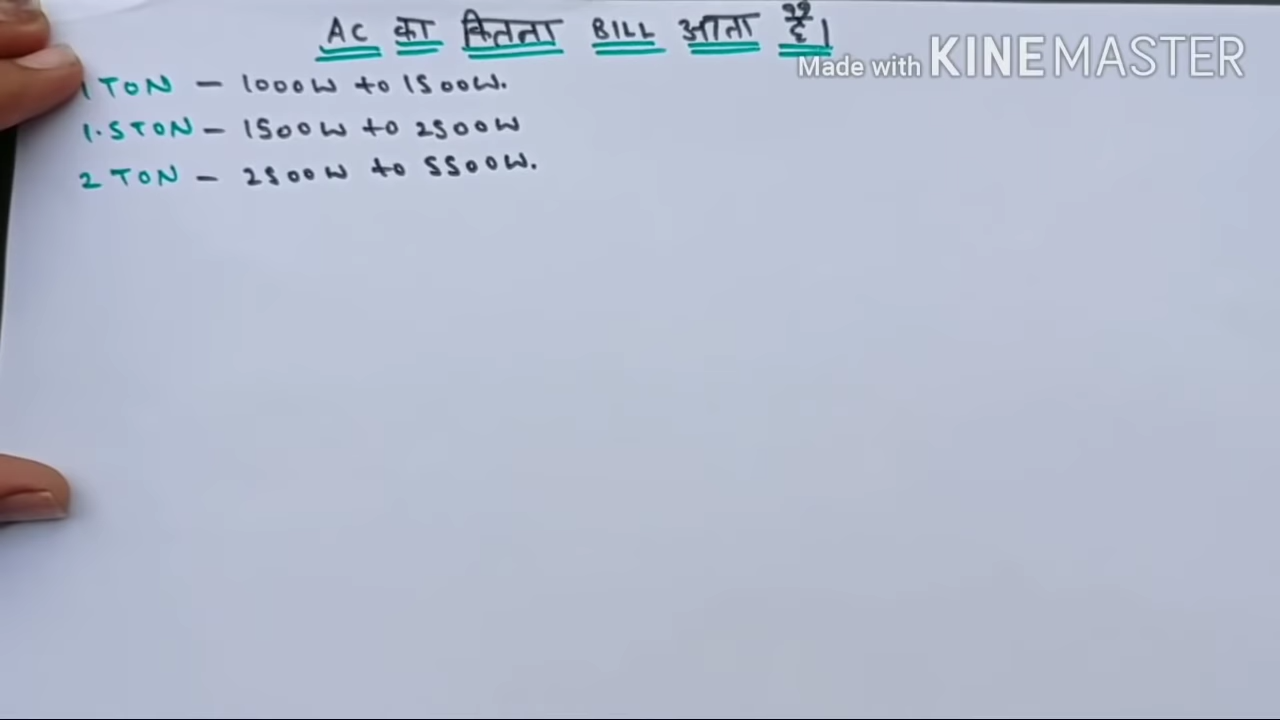 AC का कितना BILL आता है।
Made with KINEMASTER
1 TON - 1000W to 1500W.
1.5 TON - 1500W to 2500W
2 TON - 2500W to 5500W.